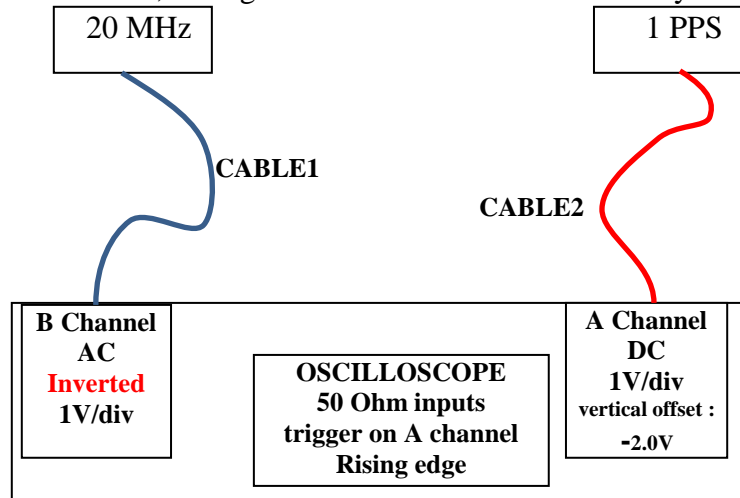 20 MHz
1 PPS
CABLE1
CABLE2
B Channel
AC
Inverted
1V/div
OSCILLOSCOPE
50 Ohm inputs
trigger on A channel
Rising edge
A Channel
DC
1V/div
vertical offset :
-2.0V